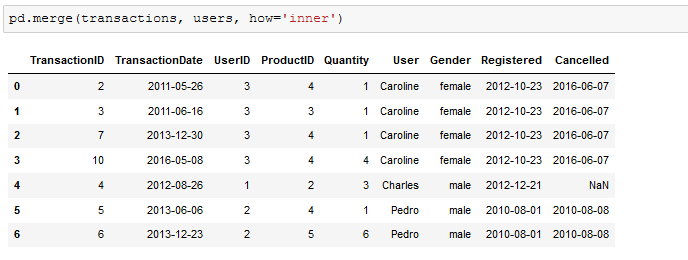 pd.merge(transactions, users, how='inner')
TransactionID TransactionDate UserID ProductID Quantity User Gender Registered Cancelled
0 2 2011-05-26 3 4 1 Caroline female 2012-10-23 2016-06-07
1 3 2011-06-16 3 3 1 Caroline female 2012-10-23 2016-06-07
2 7 2013-12-30 3 4 1 Caroline female 2012-10-23 2016-06-07
3 10 2016-05-08 3 4 4 Caroline female 2012-10-23 2016-06-07
4 4 2012-08-26 1 2 3 Charles male 2012-12-21 NaN
5 5 2013-06-06 2 4 1 Pedro male 2010-08-01 2010-08-08
6 6 2013-12-23 2 5 6 Pedro male 2010-08-01 2010-08-08